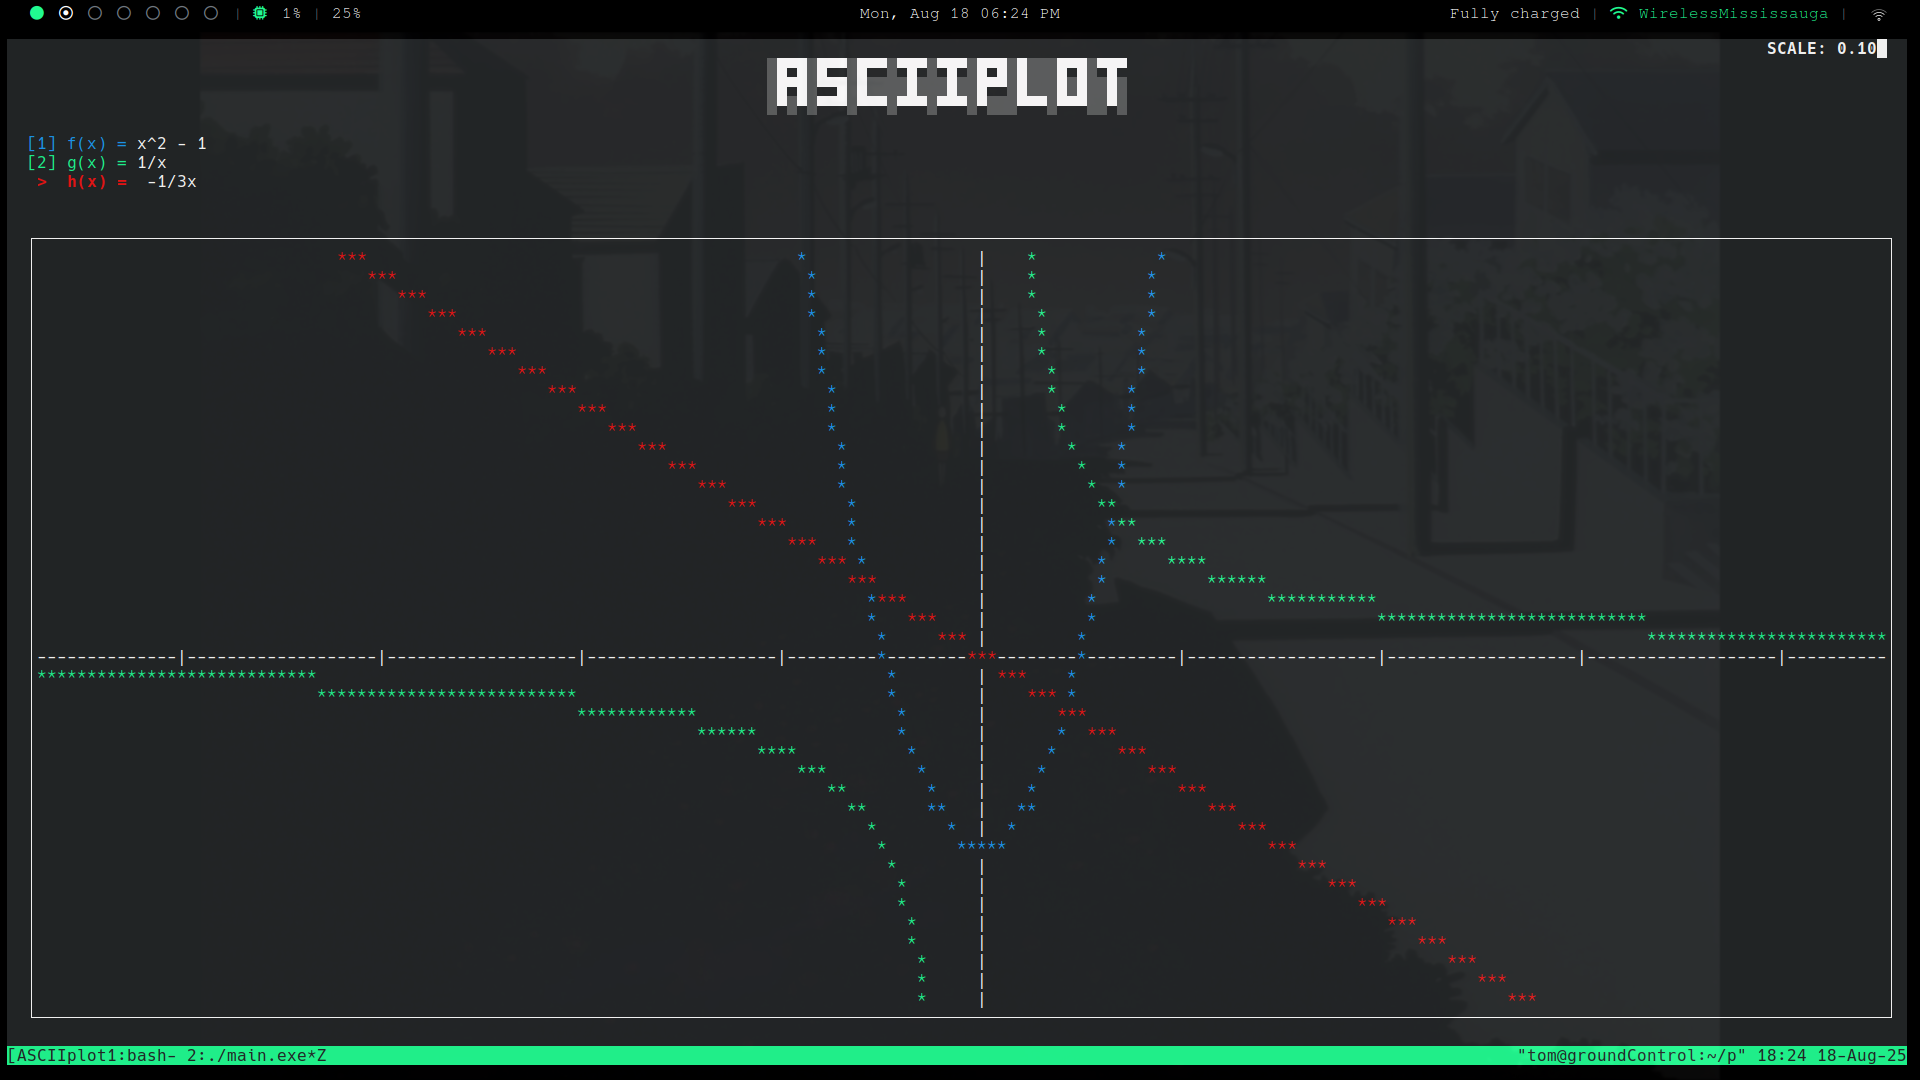 1% | 25%
Mon, Aug 18 06:24 PM
Fully charged | WirelessMississauga |
SCALE: 0.10
ASCIIPLOT
[1] f(x) = x^2 - 1
[2] g(x) = 1/x
> h(x) = -1/3x
[ASCIIplot1:bash- 2:./main.exe*Z
"tom@groundControl:~/p" 18:24 18-Aug-25